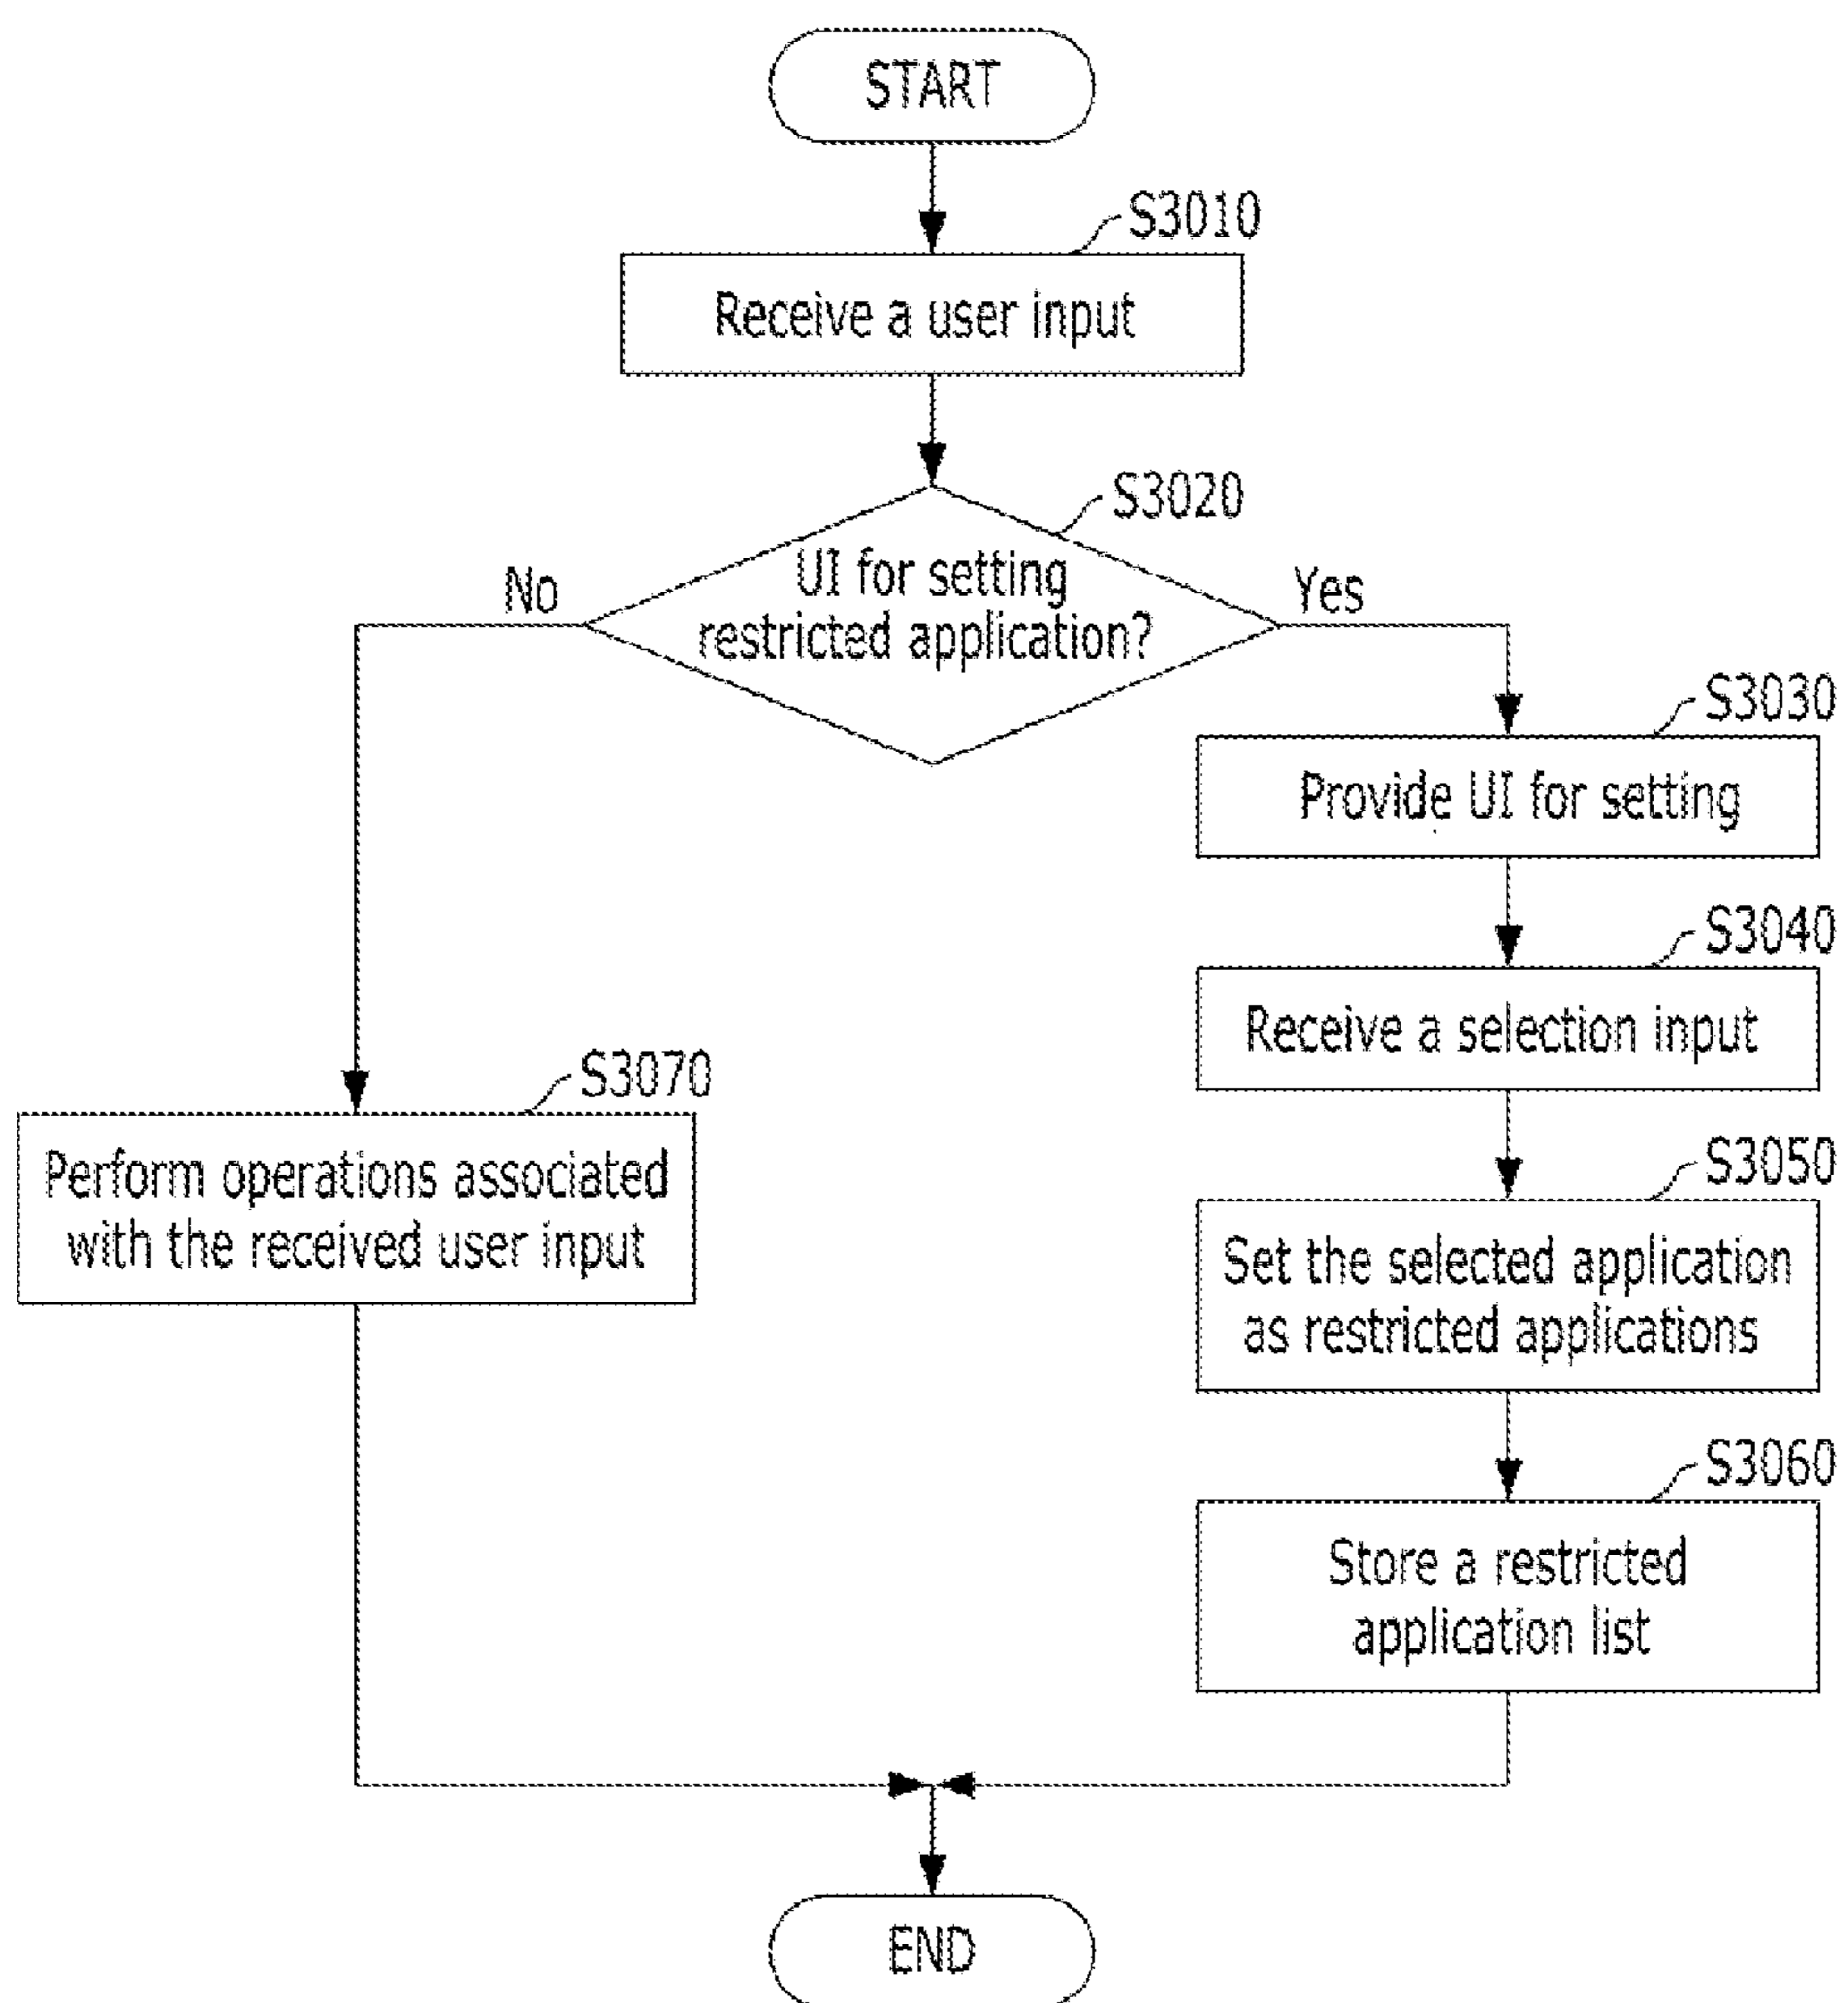 START
S3010
Receive a user input
S3020
UI for setting
restricted application?
No
Yes
S3030
Provide UI for setting
S3040
Receive a selection input
S3070
Perform operations associated
with the received user input
S3050
Set the selected application
as restricted applications
S3060
Store a restricted
application list
END